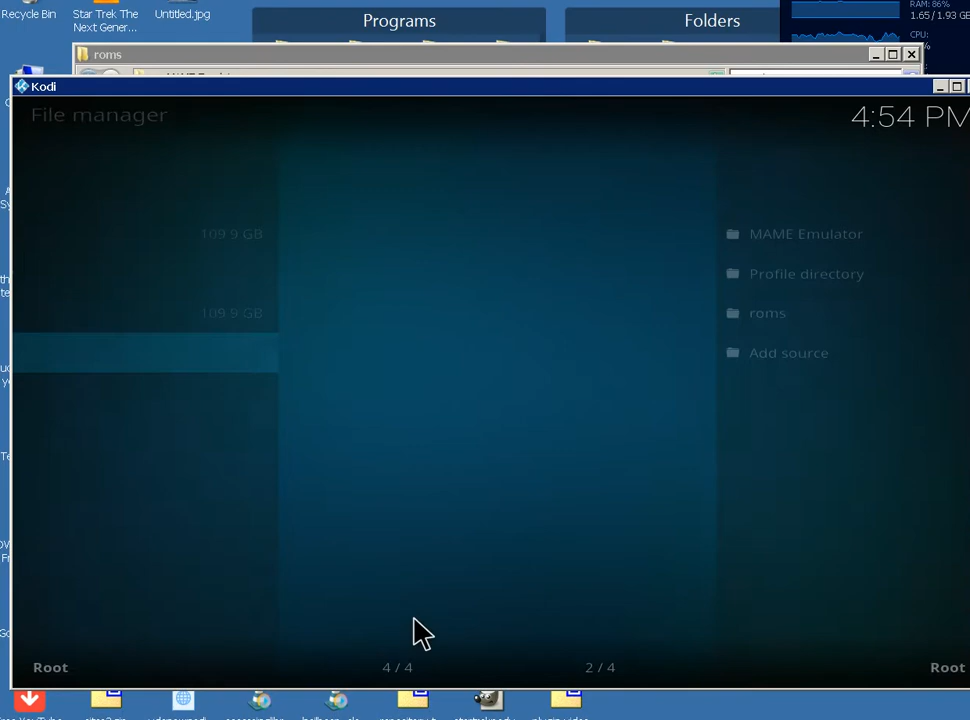 Recycle Bin
Star Trek The
Next Gener...
Untitled.jpg
Programs
Folders
RAM: 86%
1.65 / 1.93 GB
CPU:
roms
Kodi
File manager
4:54 PM
109.9 GB
109.9 GB
MAME Emulator
Profile directory
roms
Add source
Root
4 / 4
2 / 4
Root